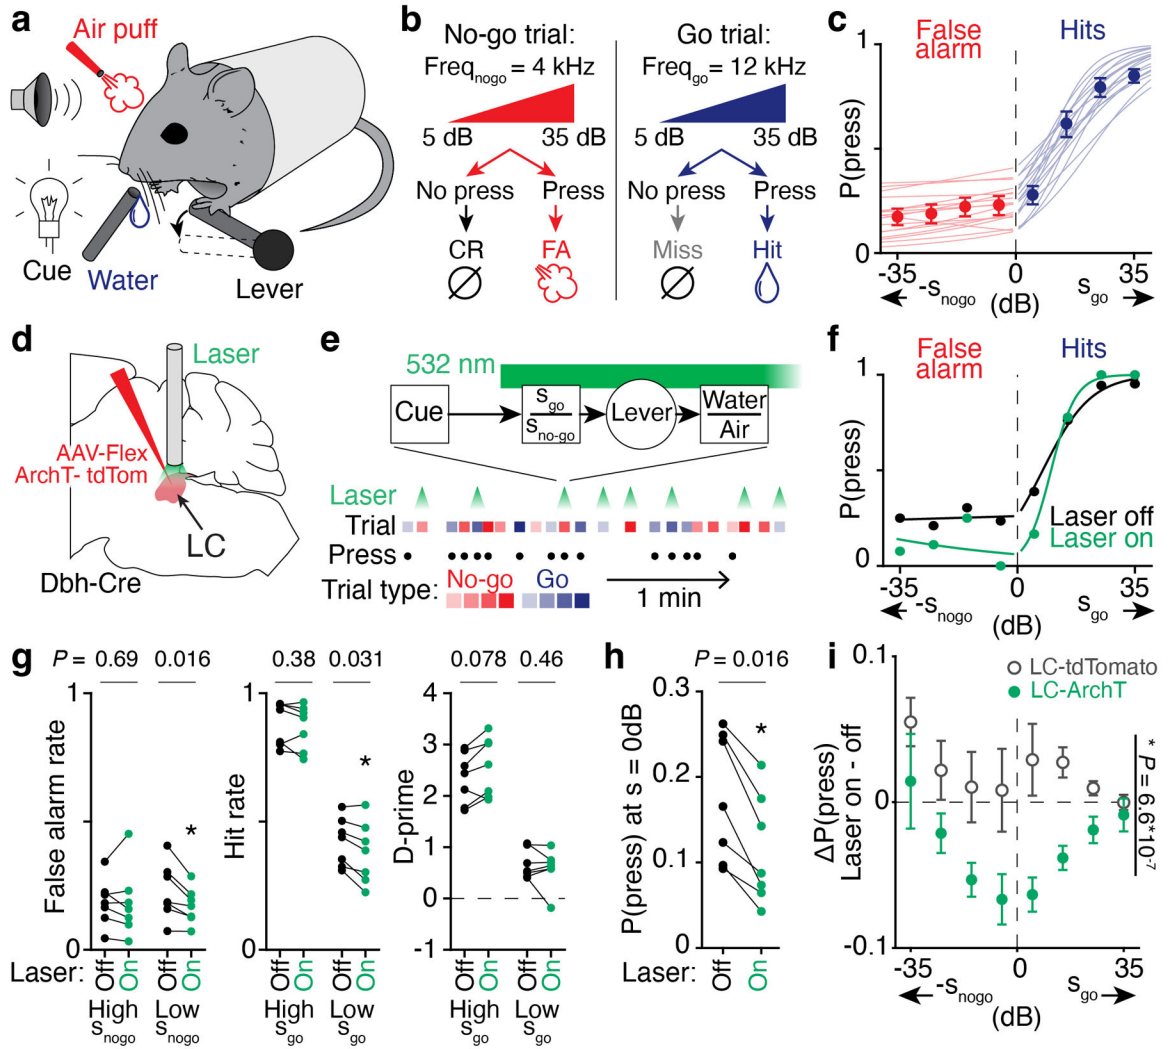 a
Air puff
Cue
Water
Lever
b
No-go trial:
Freqnogo = 4 kHz
5 dB 35 dB
No press Press
CR FA
Go trial:
Freqgo = 12 kHz
5 dB 35 dB
No press Press
Miss Hit
c
False alarm
Hits
P(press)
1
0
-35 0 35
-snogo (dB) sgo
d
Laser
AAV-Flex
ArchT- tdTom
LC
Dbh-Cre
e
532 nm
Cue
sgo
sno-go
Lever
Water
Air
Laser
Trial
Press
Trial type:
No-go Go
1 min
f
False alarm
Hits
P(press)
1
0
Laser off
Laser on
-35 0 35
-snogo (dB) sgo
g
P = 0.69 0.016
False alarm rate
1
*
0
Laser: Off On Off On
High snogo
Low snogo
0.38 0.031
Hit rate
1
*
0
Off On Off On
High sgo
Low sgo
0.078 0.46
D-prime
4
3
2
1
0
-1
Off On Off On
High sgo
Low sgo
h
P = 0.016
P(press) at s = 0dB
0.3
*
0.2
0.1
0
Laser: Off On
i
LC-tdTomato
LC-ArchT
ΔP(press)
Laser on - off
0.1
0
-0.1
* P = 6.6*10-7
-35 0 35
-snogo (dB) sgo